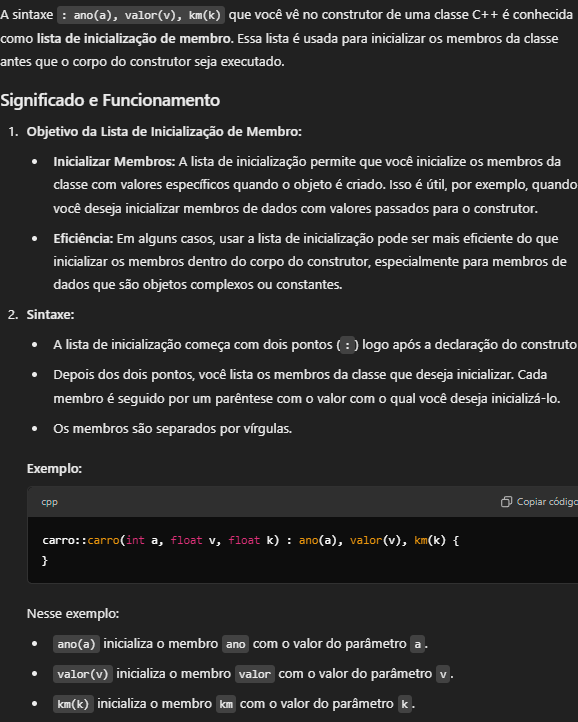 A sintaxe : ano(a), valor(v), km(k) que você vê no construtor de uma classe C++ é conhecida
como lista de inicialização de membro. Essa lista é usada para inicializar os membros da classe
antes que o corpo do construtor seja executado.
Significado e Funcionamento
1. Objetivo da Lista de Inicialização de Membro:
• Inicializar Membros: A lista de inicialização permite que você inicialize os membros da
classe com valores específicos quando o objeto é criado. Isso é útil, por exemplo, quando
você deseja inicializar membros de dados com valores passados para o construtor.
• Eficiência: Em alguns casos, usar a lista de inicialização pode ser mais eficiente do que
inicializar os membros dentro do corpo do construtor, especialmente para membros de
dados que são objetos complexos ou constantes.
2. Sintaxe:
• A lista de inicialização começa com dois pontos (:) logo após a declaração do construto
• Depois dos dois pontos, você lista os membros da classe que deseja inicializar. Cada
membro é seguido por um parêntese com o valor com o qual você deseja inicializá-lo.
• Os membros são separados por vírgulas.
Exemplo:
cpp Copiar código
carro::carro(int a, float v, float k) : ano(a), valor(v), km(k) {
}
Nesse exemplo:
• ano(a) inicializa o membro ano com o valor do parâmetro a.
• valor(v) inicializa o membro valor com o valor do parâmetro v.
• km(k) inicializa o membro km com o valor do parâmetro k.